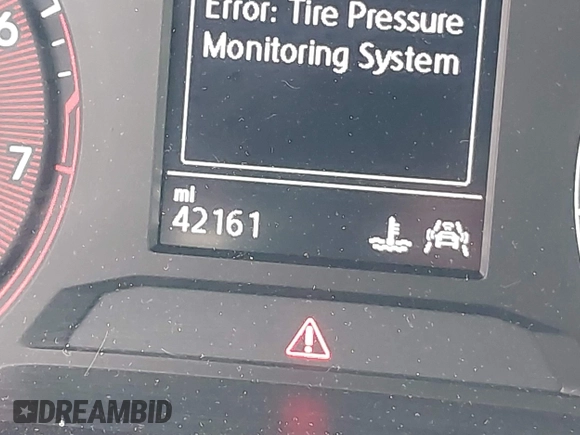 6
7
Error: Tire Pressure
Monitoring System
mi
42161
DREAMBID